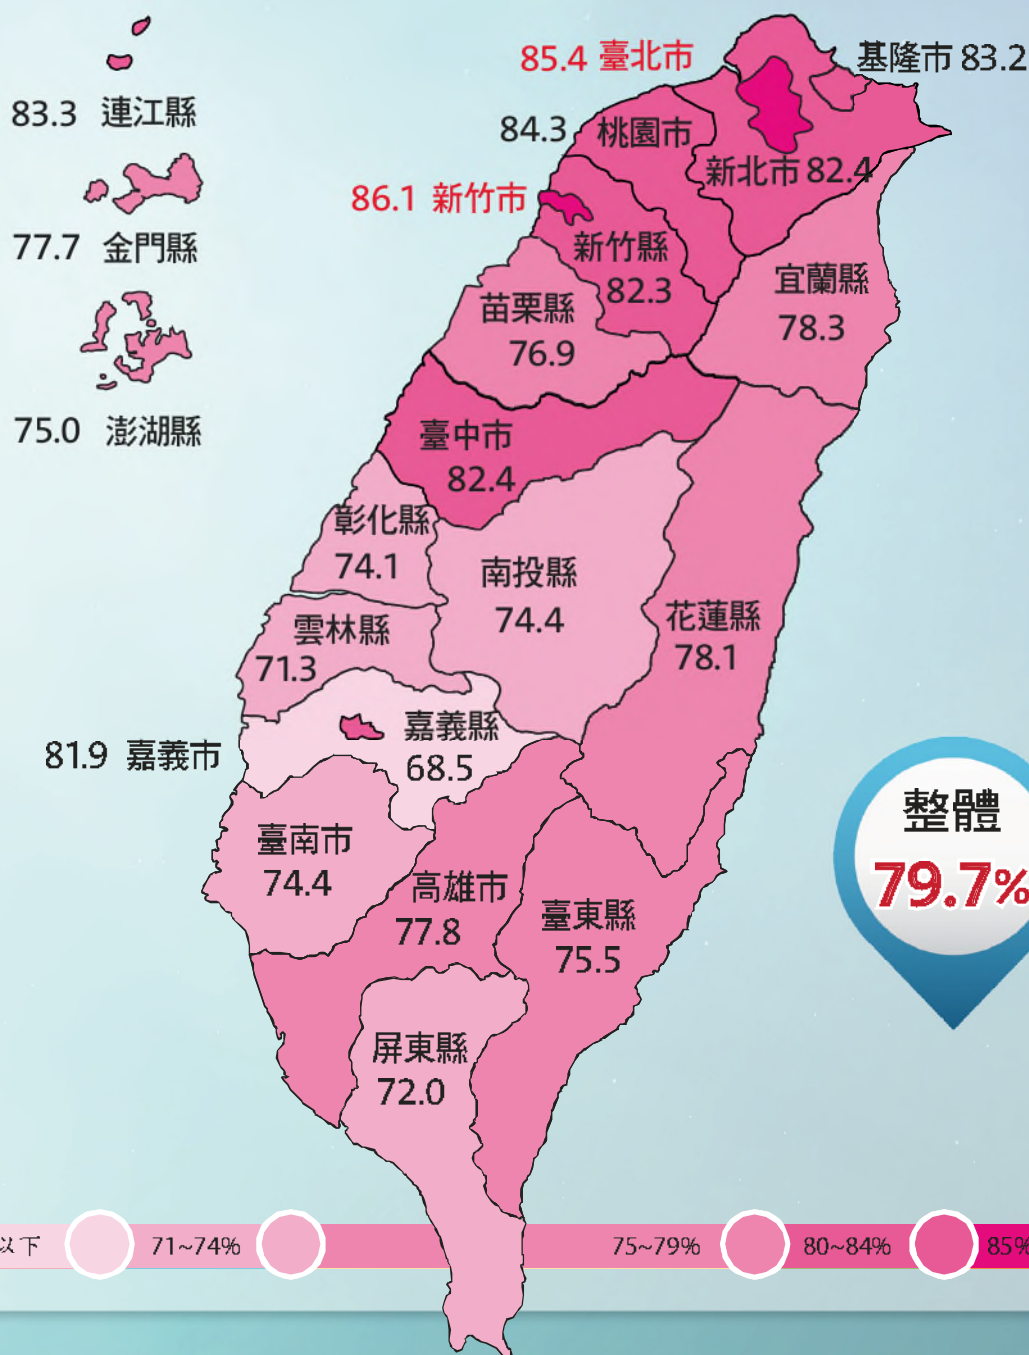 85.4 臺北市
基隆市 83.2
83.3 連江縣
84.3 桃園市
新北市 82.4
86.1 新竹市
77.7 金門縣
新竹縣
82.3
宜蘭縣
78.3
苗栗縣
76.9
75.0 澎湖縣
臺中市
82.4
彰化縣
74.1
南投縣
74.4
花蓮縣
78.1
雲林縣
71.3
嘉義縣
68.5
81.9 嘉義市
整體
79.7%
臺南市
74.4
高雄市
77.8
臺東縣
75.5
屏東縣
72.0
以下 71~74% 75~79% 80~84% 85%